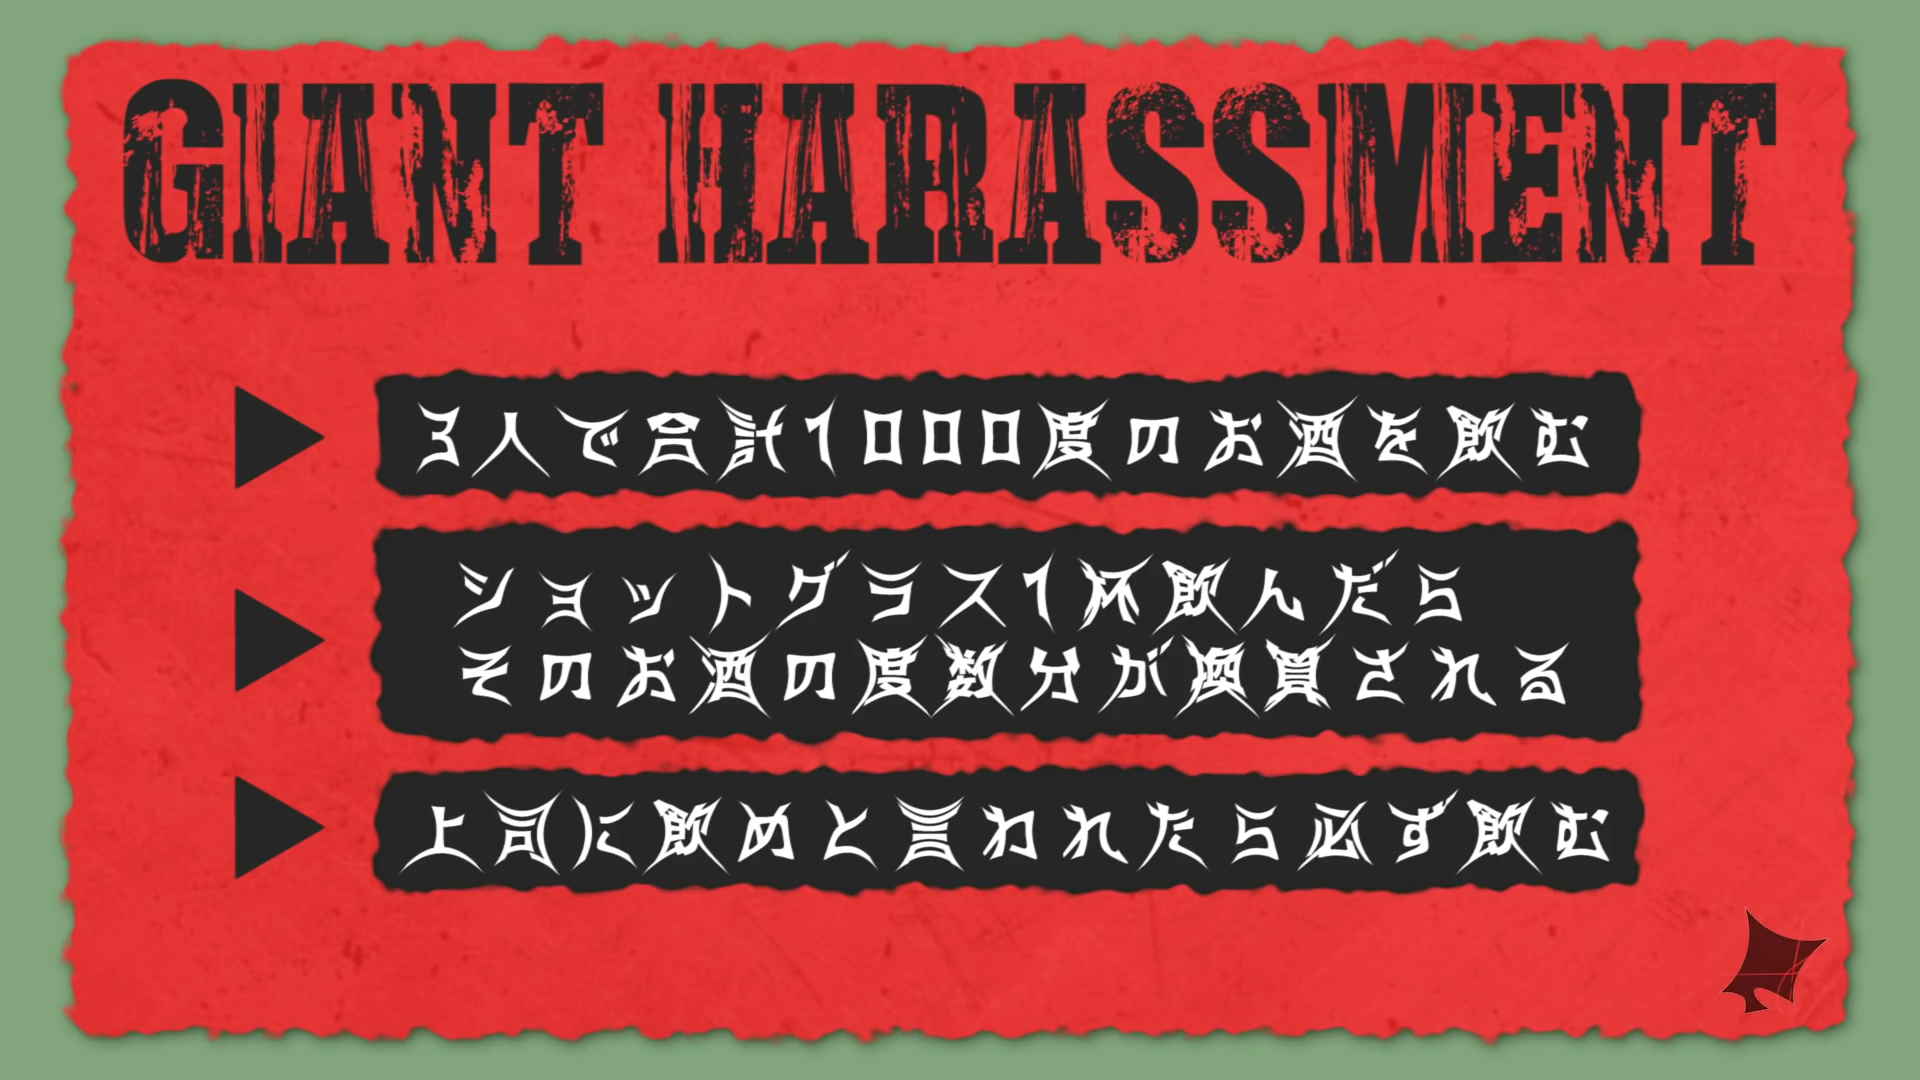 GIANT HARASSMENT
3人で合計1000度のお酒を飲む
ショットグラス1杯飲んだら
そのお酒の度数分が換算される
上司に飲めと言われたら必ず飲む